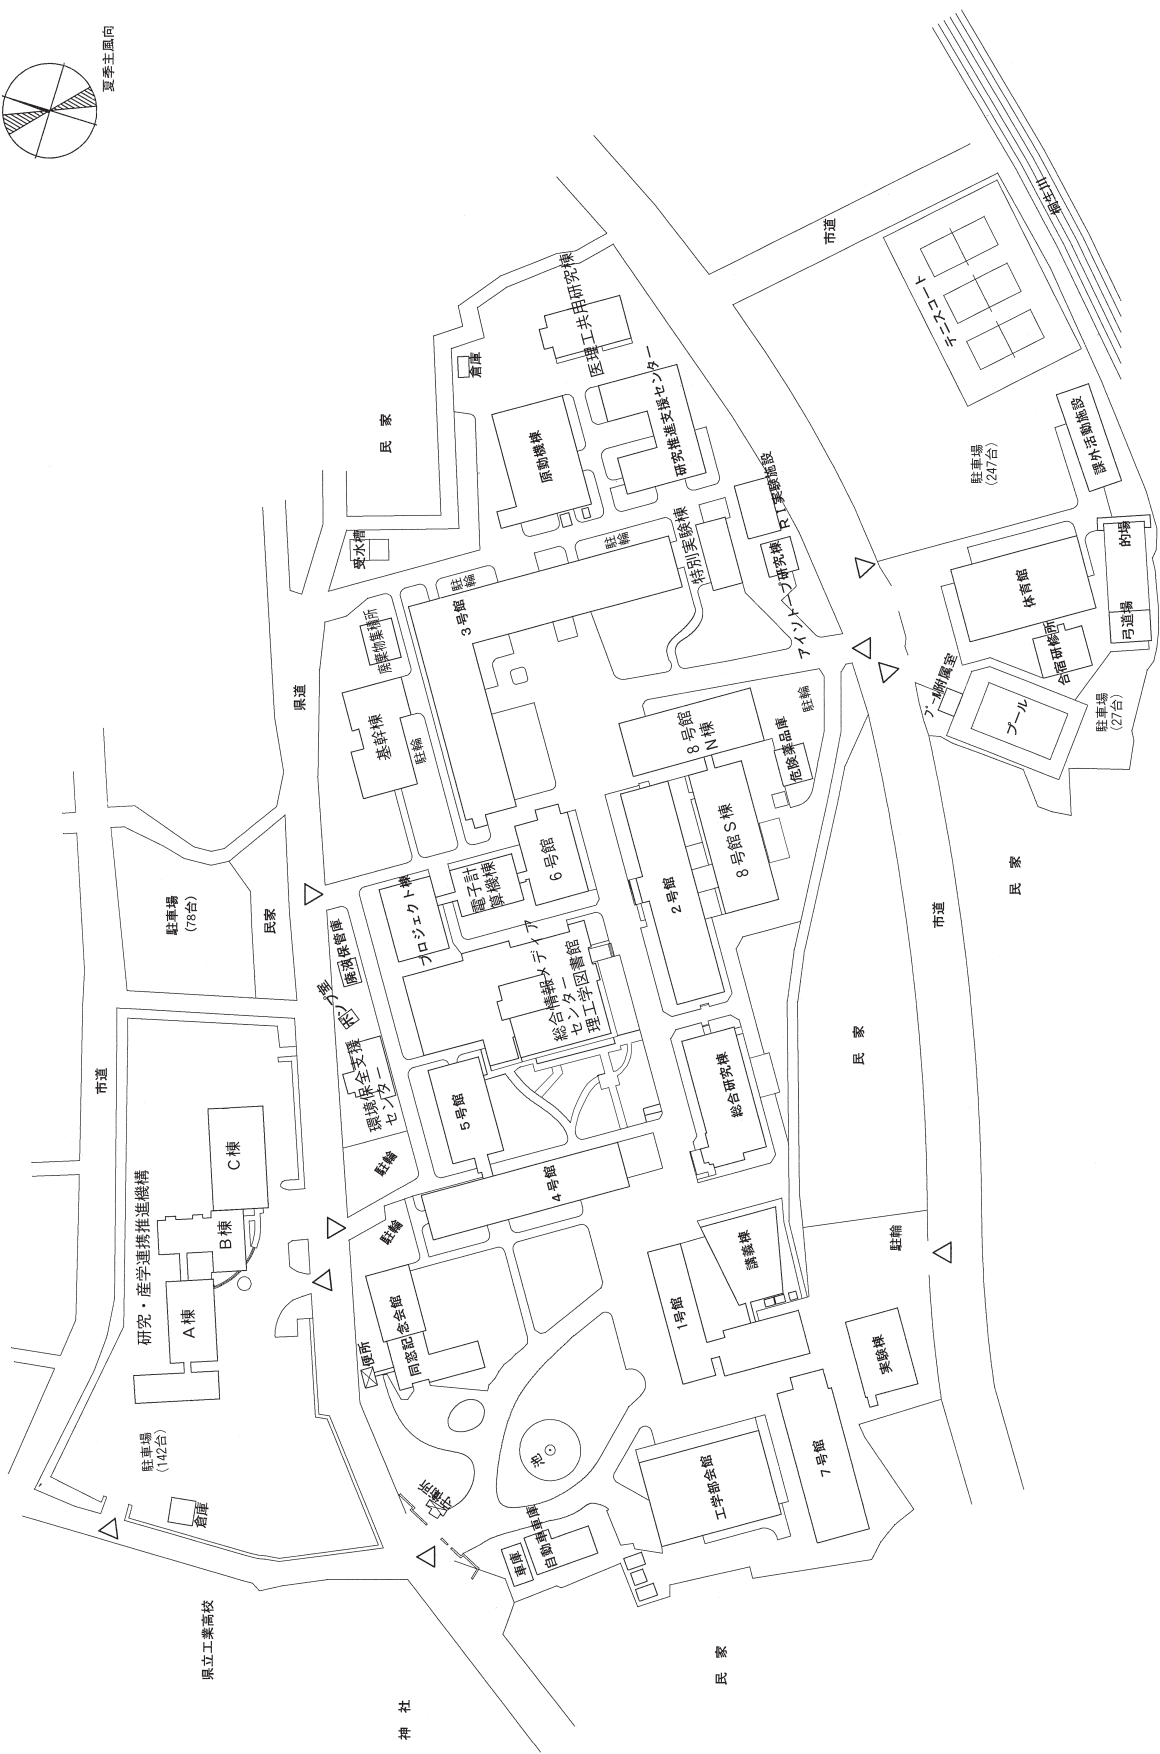 夏季主風向
桐生川
市道
テニスコート
医理工共用研究棟
倉庫
民家
研究推進支援センター
原動機棟
駐車場
(247台)
課外活動施設
ＲＩ実験施設
特別実験棟
アイソトープ研究棟
駐輪
受水槽
駐輪
3号館
廃棄物集積所
的場
弓道場
体育館
合宿研修所
プール附属室
プール
駐車場
(27台)
県道
基幹棟
駐輪
8号館
Ｎ棟
駐輪
危険薬品庫
8号館Ｓ棟
2号館
6号館
電子計
算機棟
プロジェクト棟
総合情報メディア
センター
理工学図書館
駐車場
(78台)
民家
廃液保管庫
ポンプ室
環境保全支援
センター
市道
民家
市道
民家
5号館
4号館
総合研究棟
駐輪
駐輪
研究・産学連携推進機構
Ｃ棟
Ｂ棟
Ａ棟
講義棟
1号館
駐輪
実験棟
7号館
工学部会館
同窓記念会館
便所
池
守衛所
自動車車庫
車庫
駐車場
(142台)
倉庫
県立工業高校
神社
民家